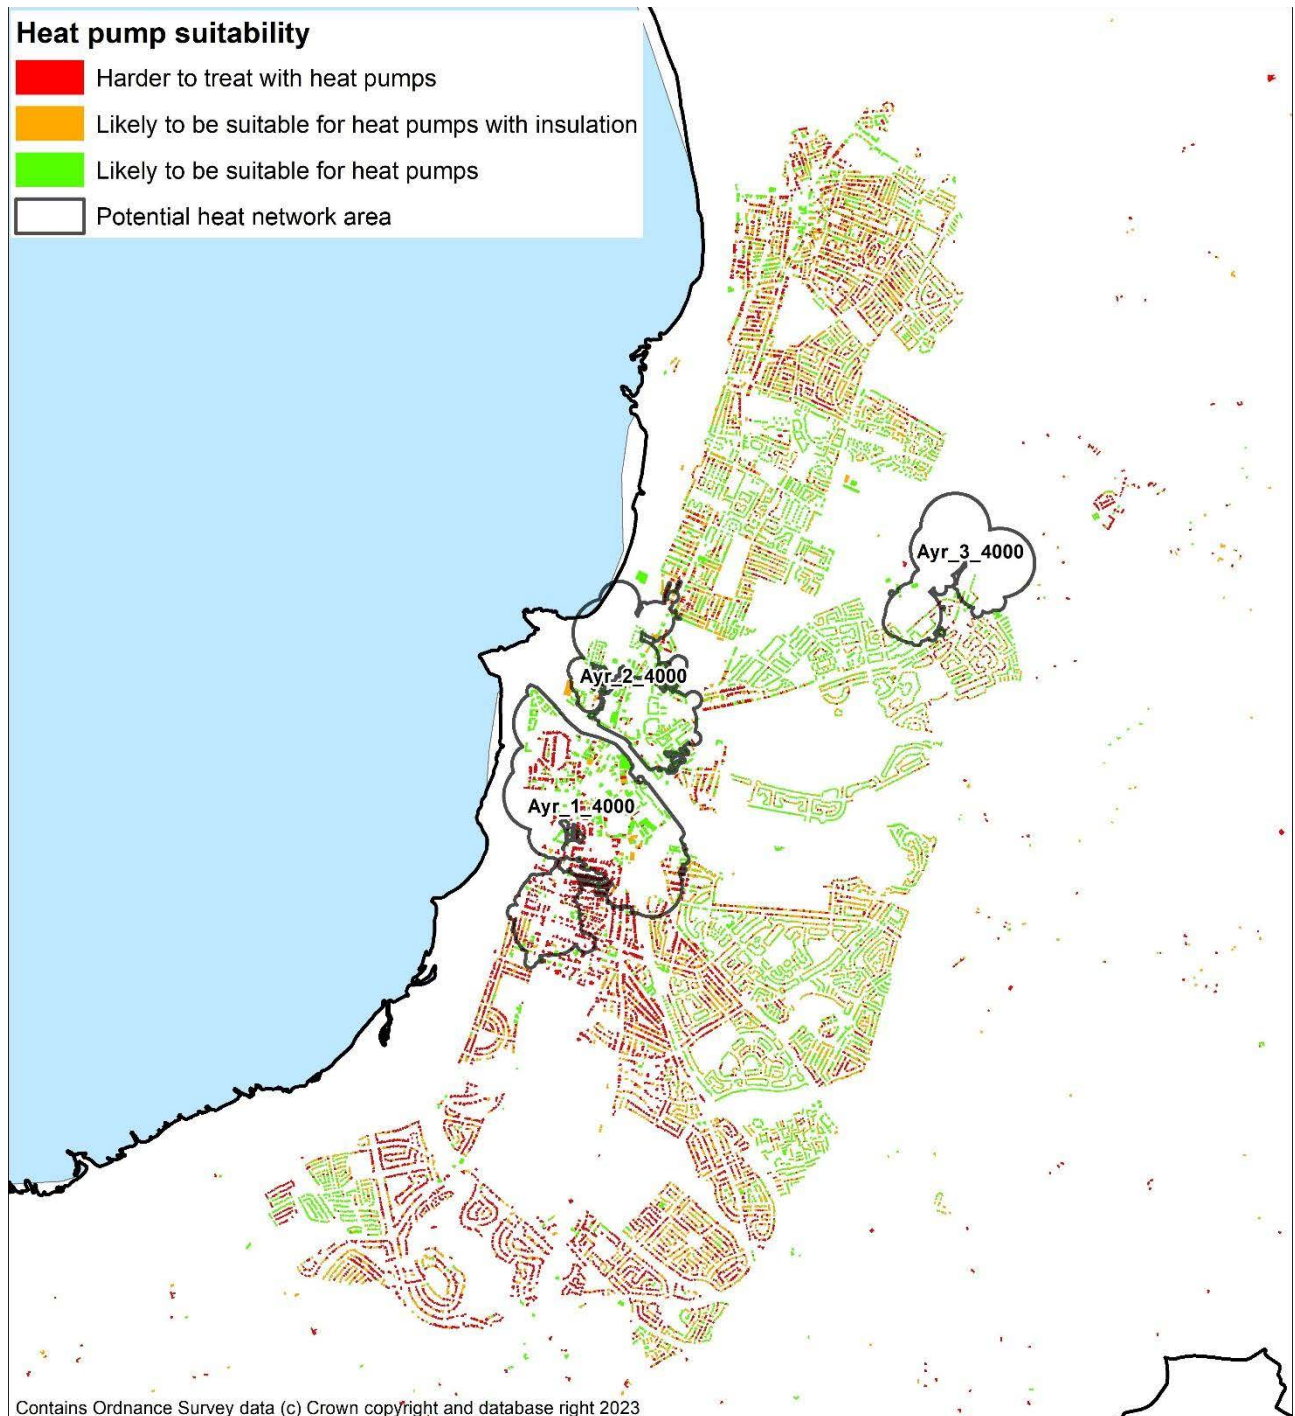 Heat pump suitability
Harder to treat with heat pumps
Likely to be suitable for heat pumps with insulation
Likely to be suitable for heat pumps
Potential heat network area
Ayr_3_4000
Ayr_2_4000
Ayr_1_4000
Contains Ordnance Survey data (c) Crown copyright and database right 2023